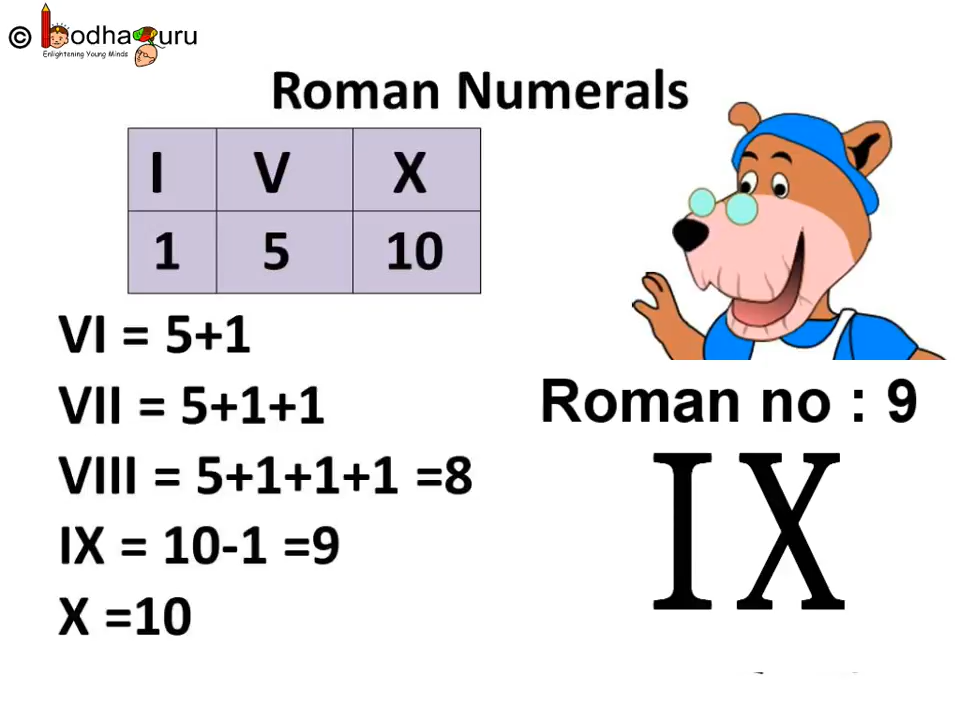 © BodhaGuru
Enlightening Young Minds
Roman Numerals
I V X
1 5 10
VI = 5+1
VII = 5+1+1
VIII = 5+1+1+1 =8
IX = 10-1 =9
X =10
Roman no : 9
IX